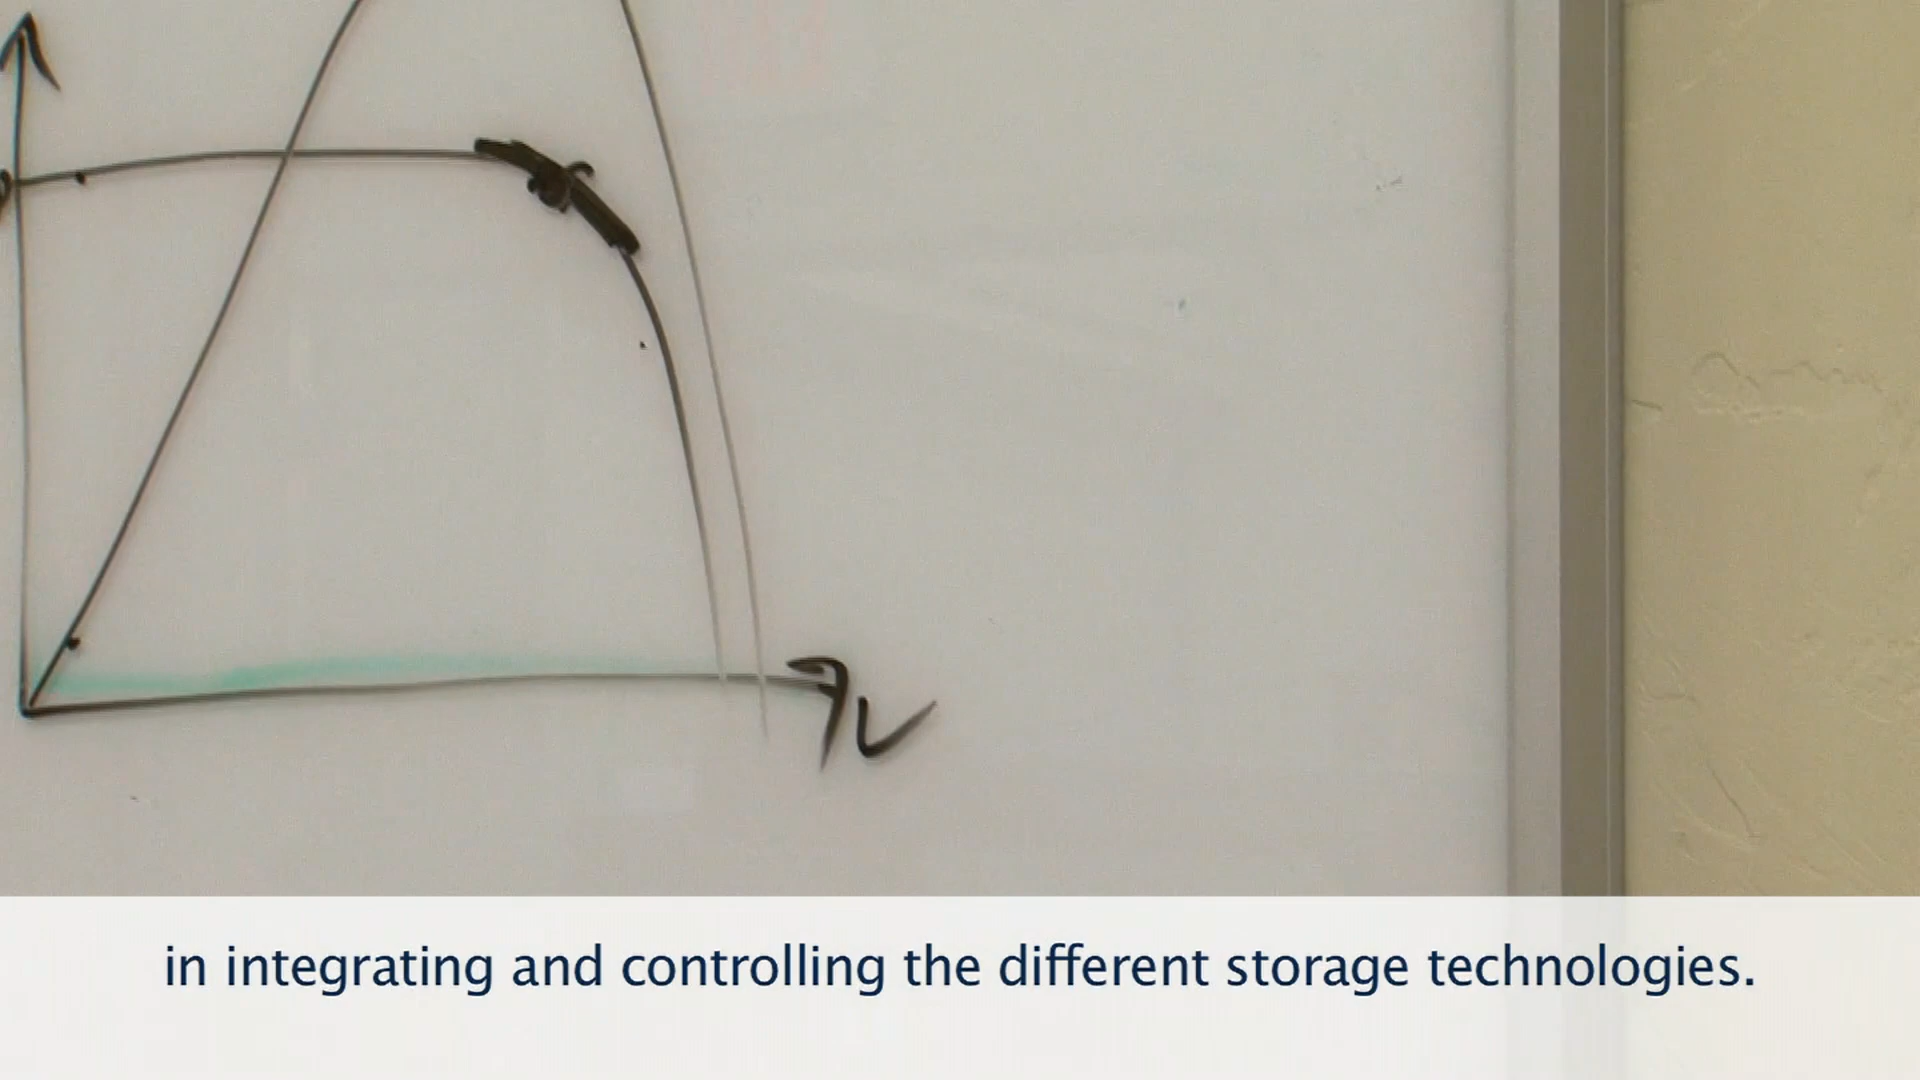 v
in integrating and controlling the different storage technologies.